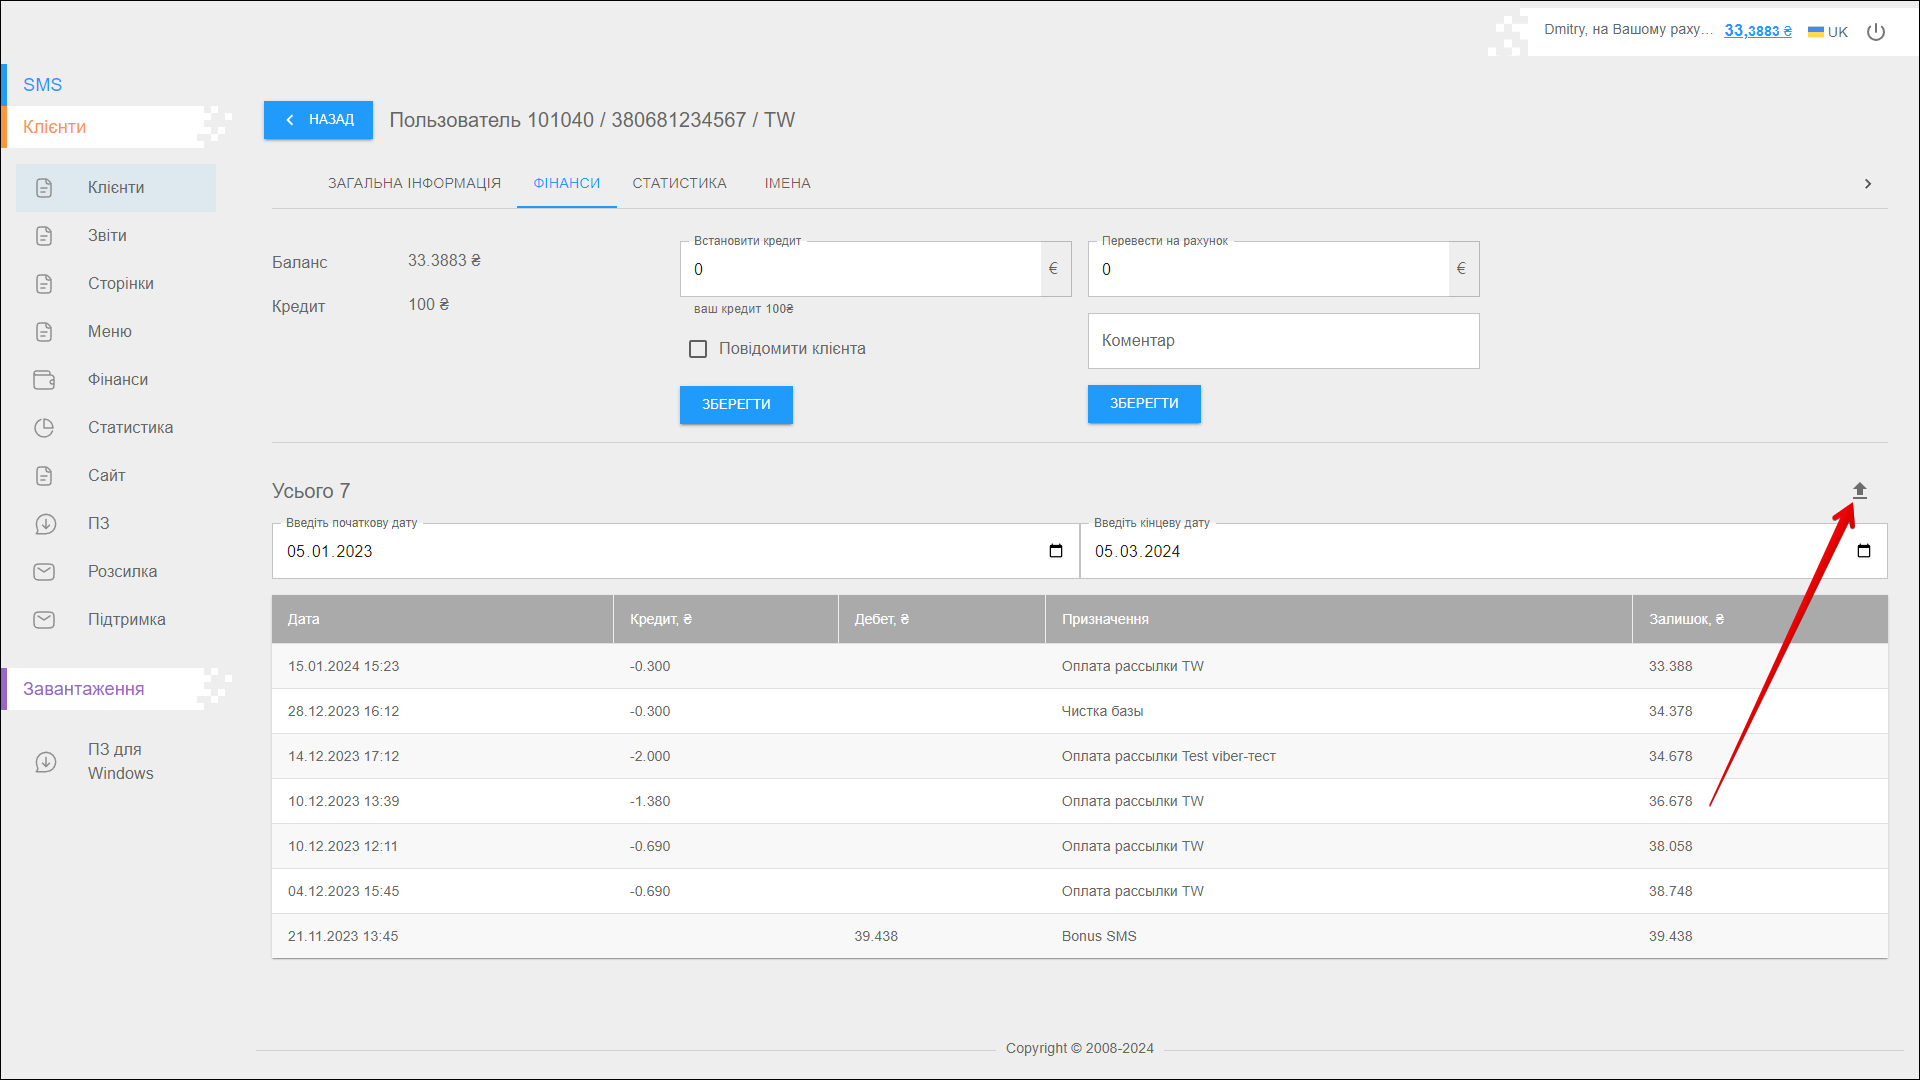 Dmitry, на Вашому раху... 33,3883 ₴ UK
SMS
Клієнти
Клієнти
Звіти
Сторінки
Меню
Фінанси
Статистика
Сайт
ПЗ
Розсилка
Підтримка
Завантаження
ПЗ для
Windows
НАЗАД Пользователь 101040 / 380681234567 / TW
ЗАГАЛЬНА ІНФОРМАЦІЯ ФІНАНСИ СТАТИСТИКА ІМЕНА
Баланс 33.3883 ₴
Кредит 100 ₴
Встановити кредит
0 €
ваш кредит 100₴
Повідомити клієнта
ЗБЕРЕГТИ
Перевести на рахунок
0 €
Коментар
ЗБЕРЕГТИ
Усього 7
Введіть початкову дату
05.01.2023
Введіть кінцеву дату
05.03.2024
Дата Кредит, ₴ Дебет, ₴ Призначення Залишок, ₴
15.01.2024 15:23 -0.300 Оплата рассылки TW 33.388
28.12.2023 16:12 -0.300 Чистка базы 34.378
14.12.2023 17:12 -2.000 Оплата рассылки Test viber-тест 34.678
10.12.2023 13:39 -1.380 Оплата рассылки TW 36.678
10.12.2023 12:11 -0.690 Оплата рассылки TW 38.058
04.12.2023 15:45 -0.690 Оплата рассылки TW 38.748
21.11.2023 13:45 39.438 Bonus SMS 39.438
Copyright © 2008-2024